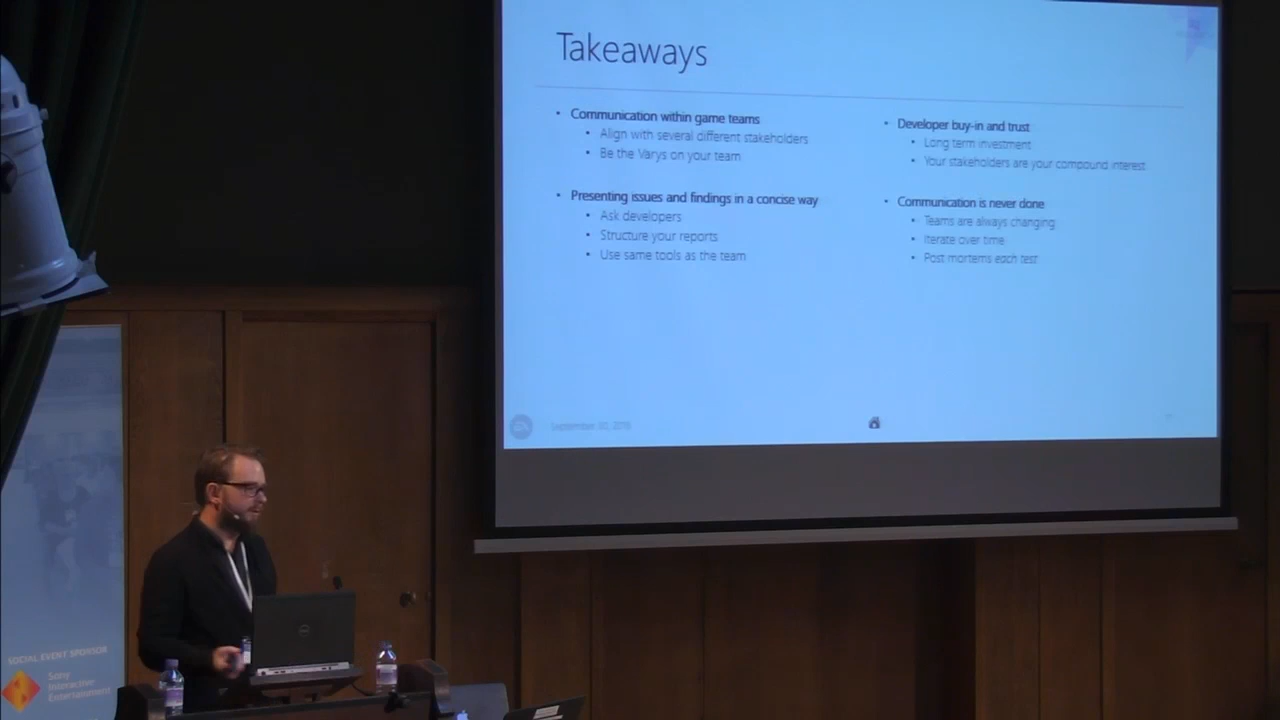 Takeaways
• Communication within game teams
• Align with several different stakeholders
• Be the Varys on your team
• Presenting issues and findings in a concise way
• Ask developers
• Structure your reports
• Use same tools as the team
• Developer buy-in and trust
• Long term investment
• Your stakeholders are your compound interest
• Communication is never done
• Teams are always changing
• Iterate over time
• Post mortems each test
EA
SOCIAL EVENT SPONSOR
Sony
Interactive
Entertainment